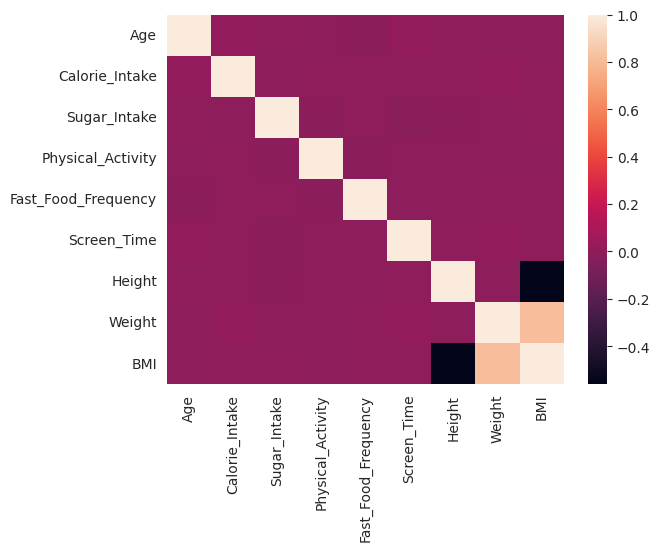 Age
Calorie_Intake
Sugar_Intake
Physical_Activity
Fast_Food_Frequency
Screen_Time
Height
Weight
BMI
Age
Calorie_Intake
Sugar_Intake
Physical_Activity
Fast_Food_Frequency
Screen_Time
Height
Weight
BMI
1.0
0.8
0.6
0.4
0.2
0.0
−0.2
−0.4